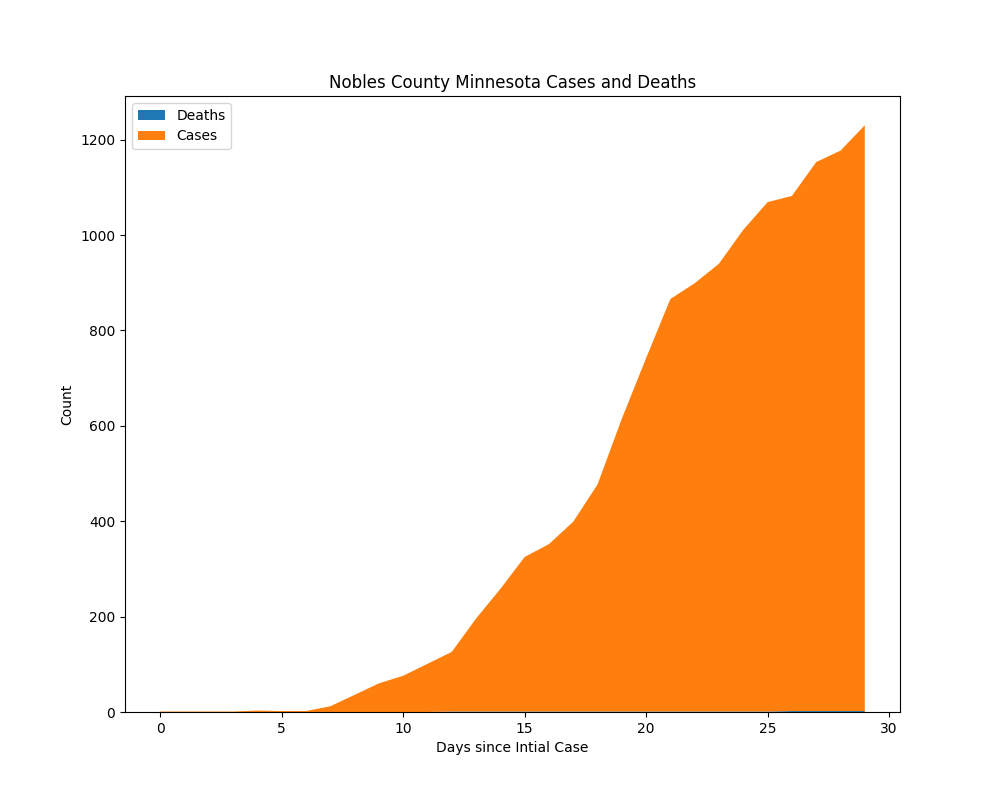 Nobles County Minnesota Cases and Deaths
Deaths
Cases
1200
1000
800
600
400
200
0
Count
0 5 10 15 20 25 30
Days since Intial Case